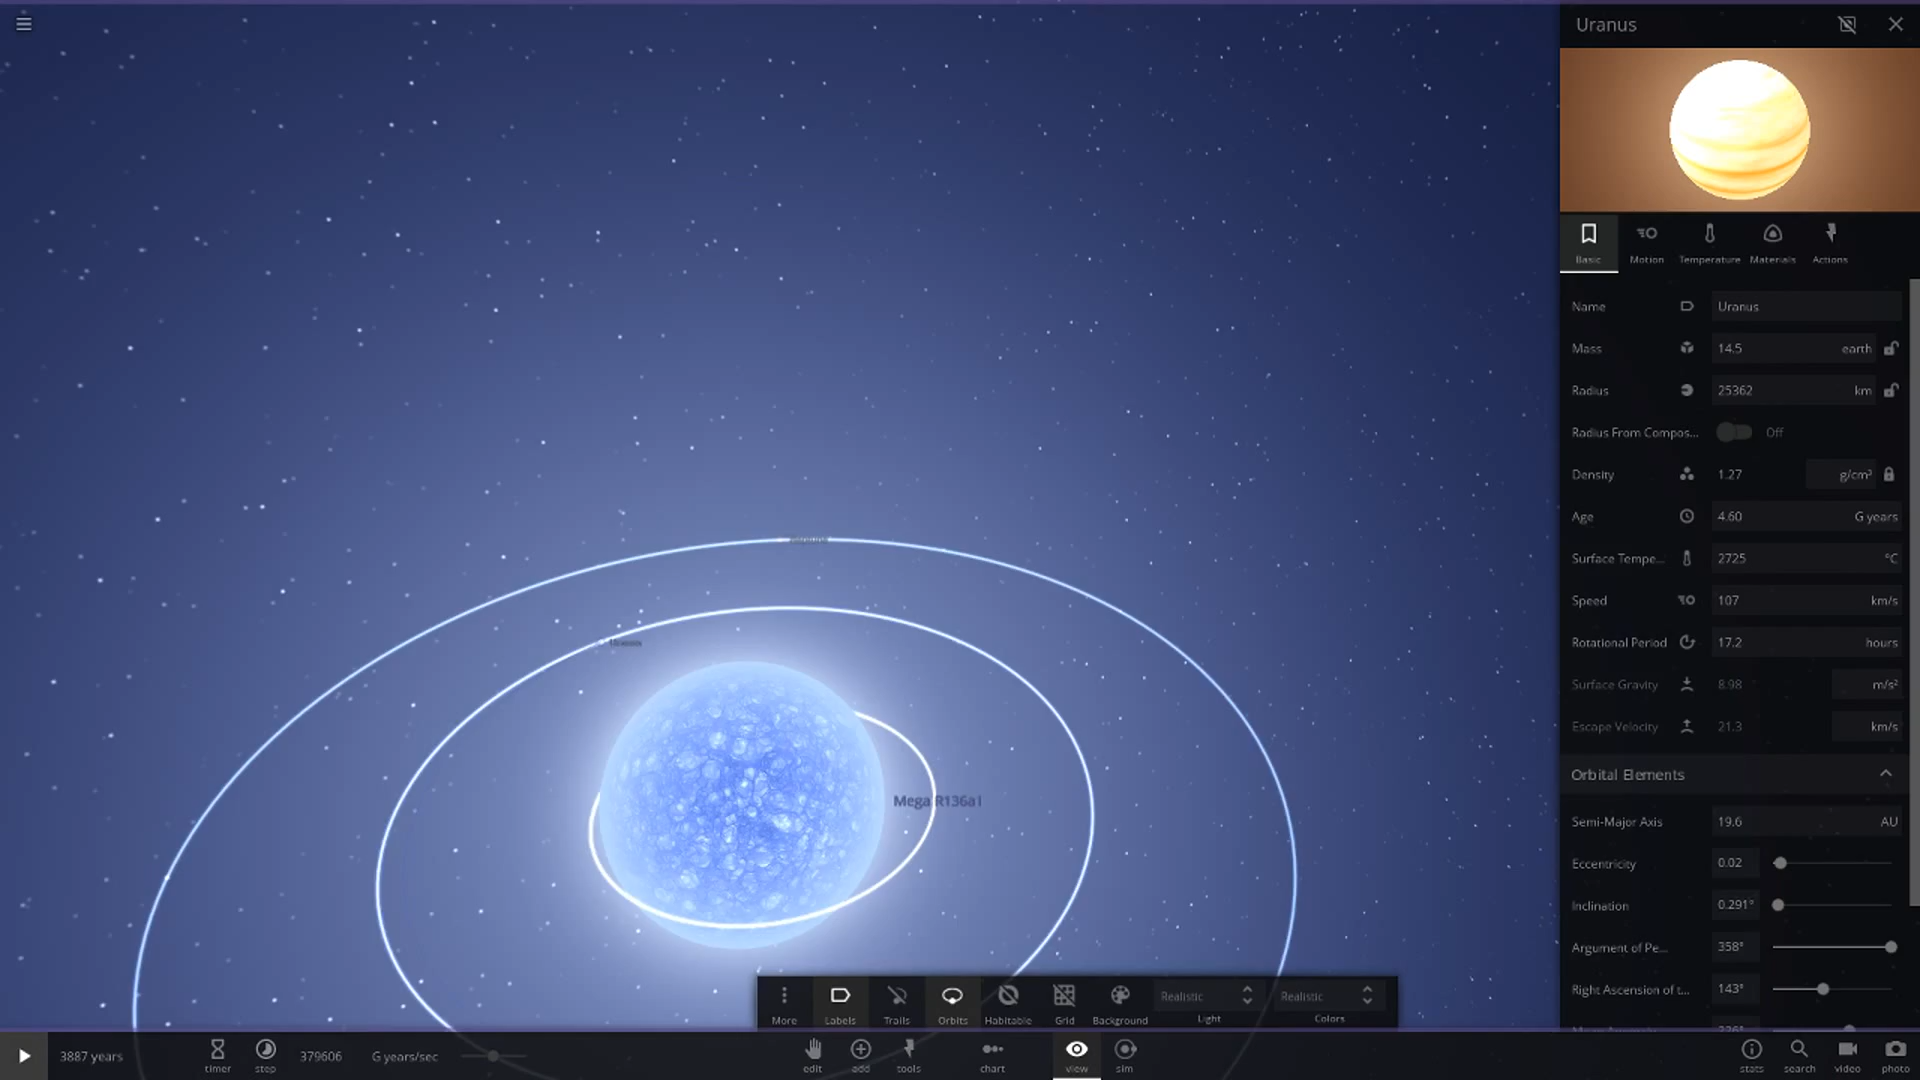 Uranus
Basic
Motion
Temperature
Materials
Actions
Name Uranus
Mass 14.5 earth
Radius 25362 km
Radius From Compos... Off
Density 1.27 g/cm³
Age 4.60 G years
Surface Tempe... 2725 °C
Speed 107 km/s
Rotational Period 17.2 hours
Surface Gravity 8.98 m/s²
Escape Velocity 21.3 km/s
Orbital Elements
Semi-Major Axis 19.6 AU
Eccentricity 0.02
Inclination 0.291°
Argument of Pe... 358°
Right Ascension of t... 143°
Mega R136a1
More
Labels
Trails
Orbits
Habitable
Grid
Background
Realistic
Light
Realistic
Colors
3887 years
timer
step
379606 G years/sec
edit
add
tools
chart
view
sim
stats
search
video
photo